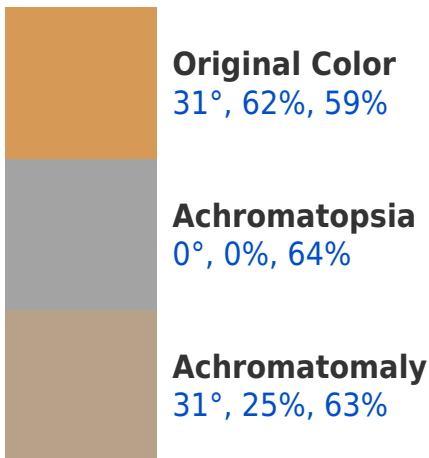 Original Color
31°, 62%, 59%
Achromatopsia
0°, 0%, 64%
Achromatomaly
31°, 25%, 63%